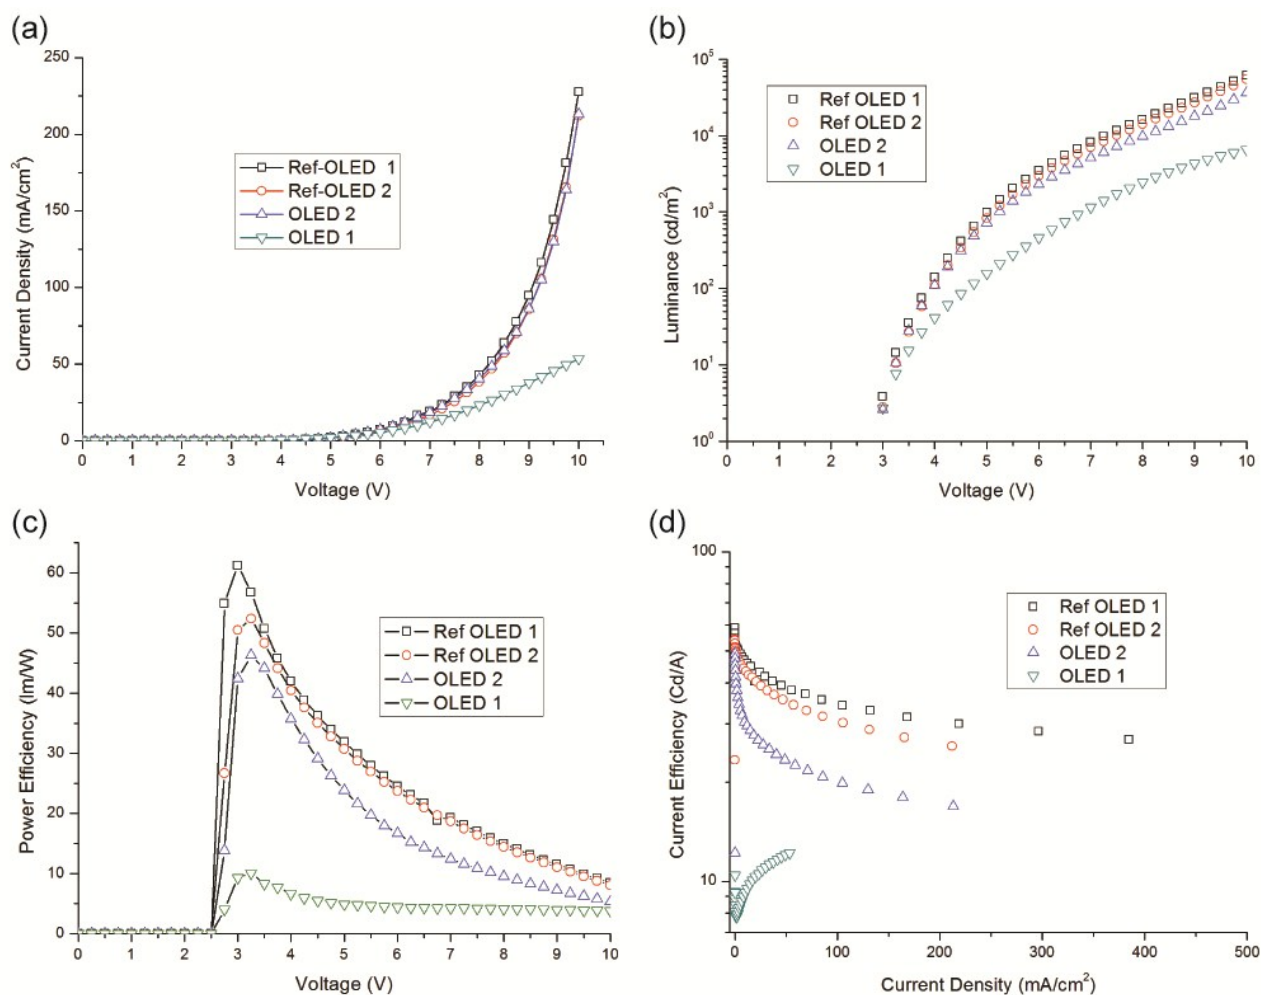 (a)
250
200
150
100
50
0
Current Density (mA/cm²)
Ref-OLED 1
Ref-OLED 2
OLED 2
OLED 1
0 1 2 3 4 5 6 7 8 9 10
Voltage (V)
(b)
10⁵
10⁴
10³
10²
10¹
10⁰
Luminance (cd/m²)
Ref OLED 1
Ref OLED 2
OLED 2
OLED 1
0 1 2 3 4 5 6 7 8 9 10
Voltage (V)
(c)
60
50
40
30
20
10
0
Power Efficiency (lm/W)
Ref OLED 1
Ref OLED 2
OLED 2
OLED 1
0 1 2 3 4 5 6 7 8 9 10
Voltage (V)
(d)
100
10
Current Efficiency (Cd/A)
Ref OLED 1
Ref OLED 2
OLED 2
OLED 1
0 100 200 300 400 500
Current Density (mA/cm²)